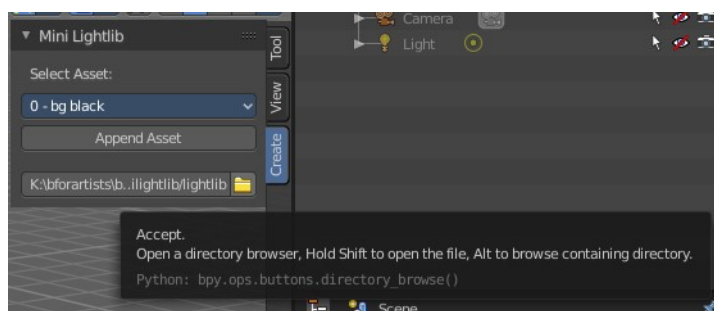 Mini Lightlib
Select Asset:
0 - bg black
Append Asset
K:\bforartists\b..ilightlib/lightlib
Tool
View
Create
Camera
Light
Accept.
Open a directory browser, Hold Shift to open the file, Alt to browse containing directory.
Python: bpy.ops.buttons.directory_browse()
Scene